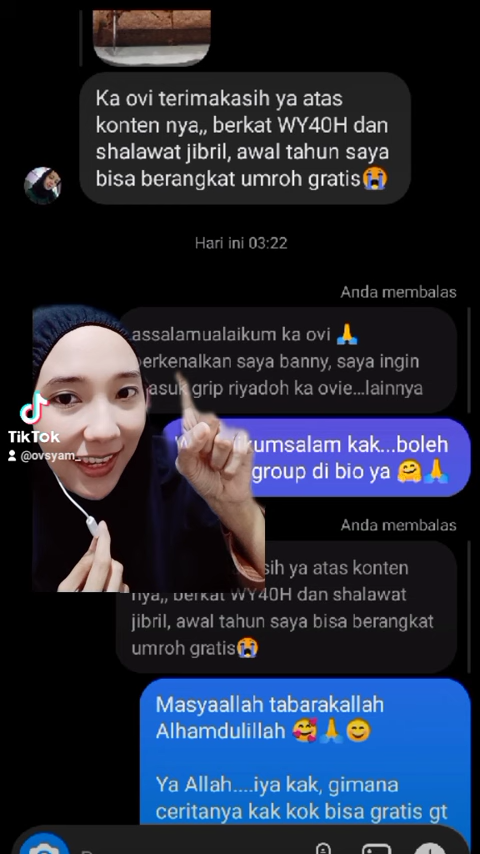 Ka ovi terimakasih ya atas
konten nya,, berkat WY40H dan
shalawat jibril, awal tahun saya
bisa berangkat umroh gratis😭
Hari ini 03:22
Anda membalas
assalamualaikum ka ovi 🙏
perkenalkan saya banny, saya ingin
grip riyadoh ka ovie...lainnya
TikTok
@ovsyam_
kak...boleh
group di bio ya 🤗🙏
Anda membalas
ya atas konten
nya,, berkat WY40H dan shalawat
jibril, awal tahun saya bisa berangkat
umroh gratis😭
Masyaallah tabarakallah
Alhamdulillah 🥰🙏😊
Ya Allah....iya kak, gimana
ceritanya kak kok bisa gratis gt